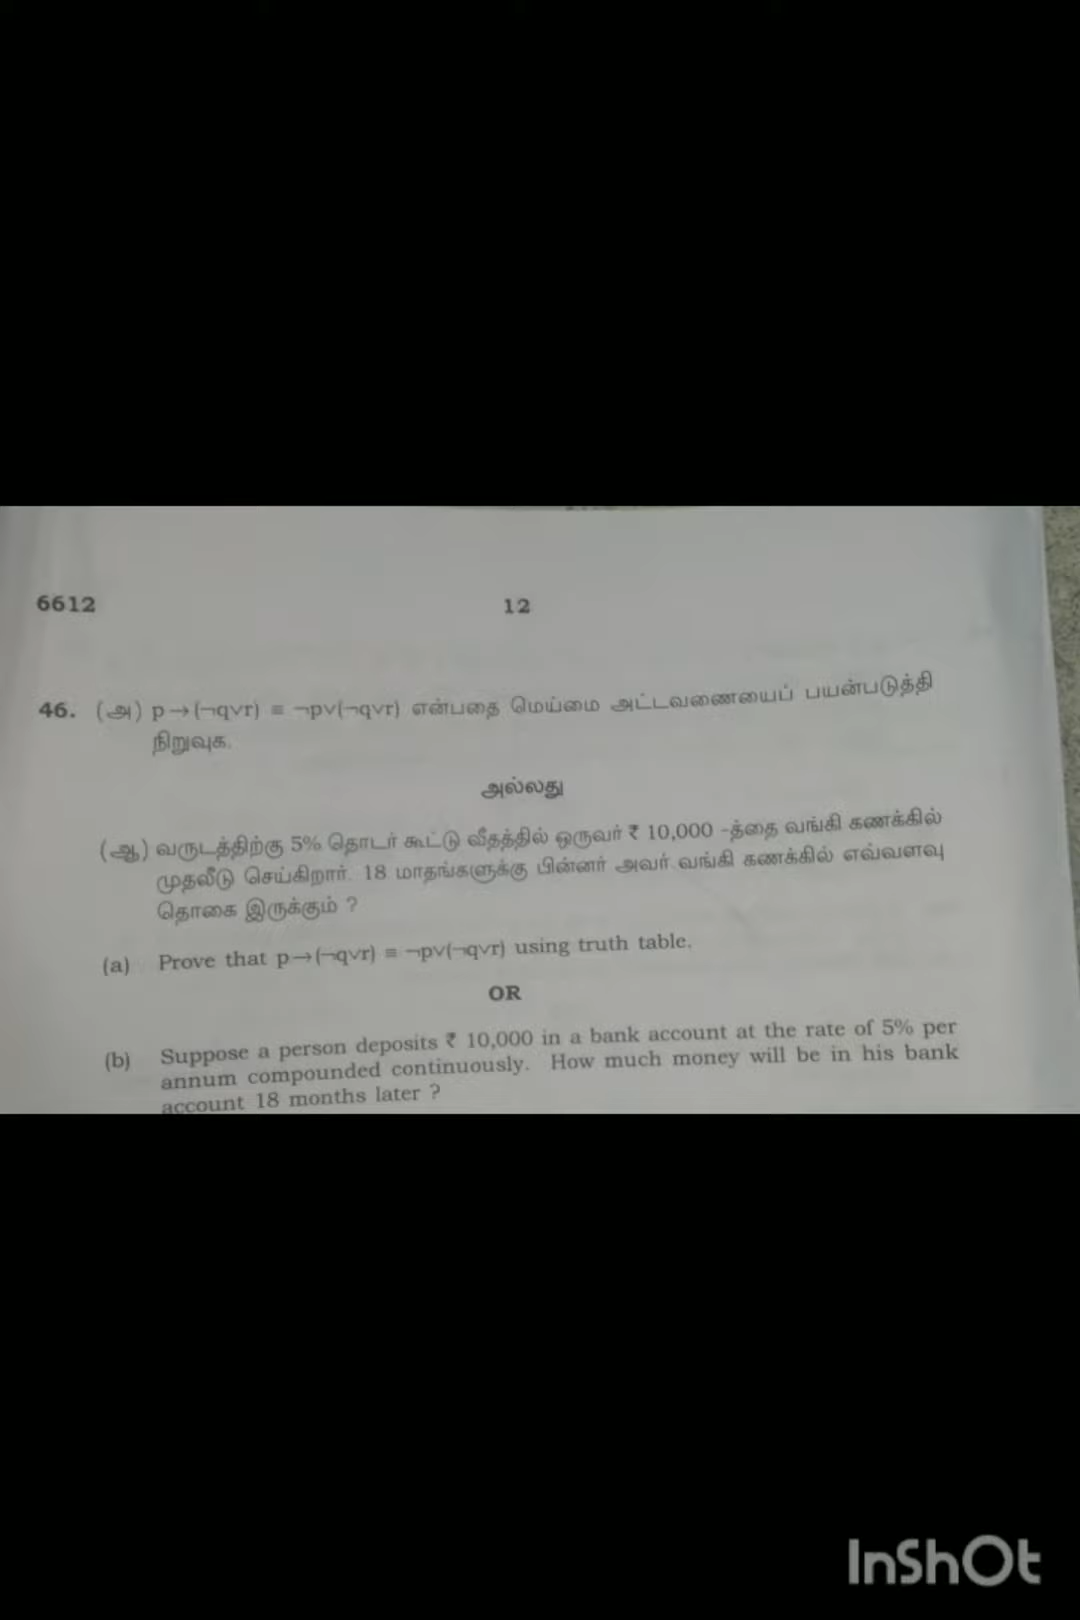 6612
12
46. (அ) p→(¬q∨r) ≡ ¬p∨(¬q∨r) என்பதை மெய்மை அட்டவணையைப் பயன்படுத்தி
நிறுவுக.
அல்லது
(ஆ) வருடத்திற்கு 5% தொடர் கூட்டு வீதத்தில் ஒருவர் ₹ 10,000 -த்தை வங்கி கணக்கில்
முதலீடு செய்கிறார். 18 மாதங்களுக்கு பின்னர் அவர் வங்கி கணக்கில் எவ்வளவு
தொகை இருக்கும் ?
(a) Prove that p→(¬q∨r) ≡ ¬p∨(¬q∨r) using truth table.
OR
(b) Suppose a person deposits ₹ 10,000 in a bank account at the rate of 5% per
annum compounded continuously. How much money will be in his bank
account 18 months later ?
InShOt